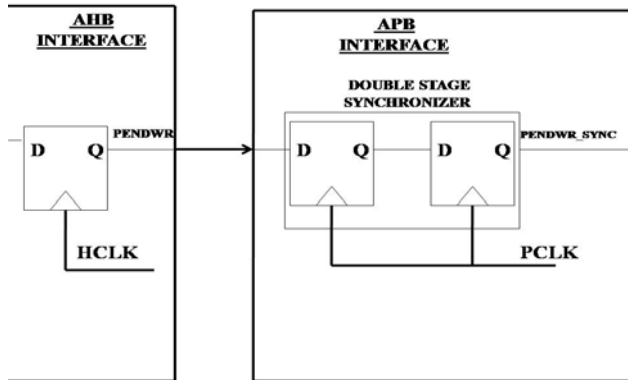 AHB
INTERFACE
PENDWR
D Q
HCLK
APB
INTERFACE
DOUBLE STAGE
SYNCHRONIZER
D Q
D Q
PENDWR_SYNC
PCLK